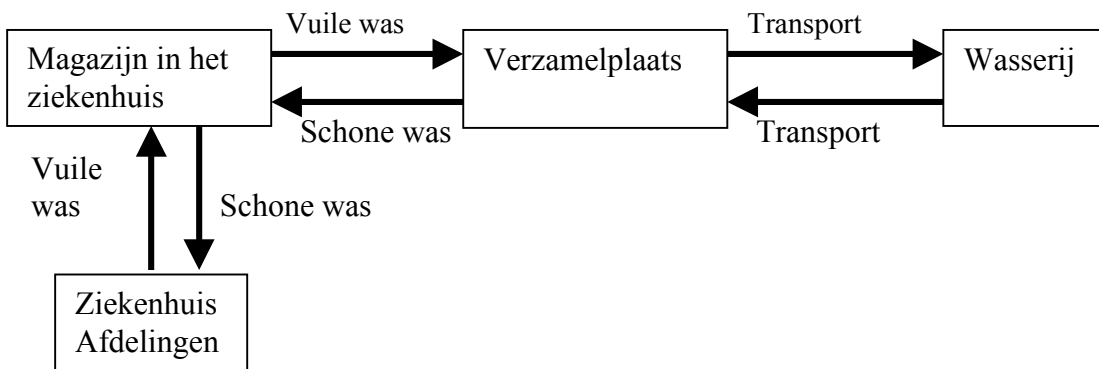 Vuile was
Transport
Magazijn in het
ziekenhuis
Verzamelplaats
Wasserij
Schone was
Transport
Vuile
was
Schone was
Ziekenhuis
Afdelingen